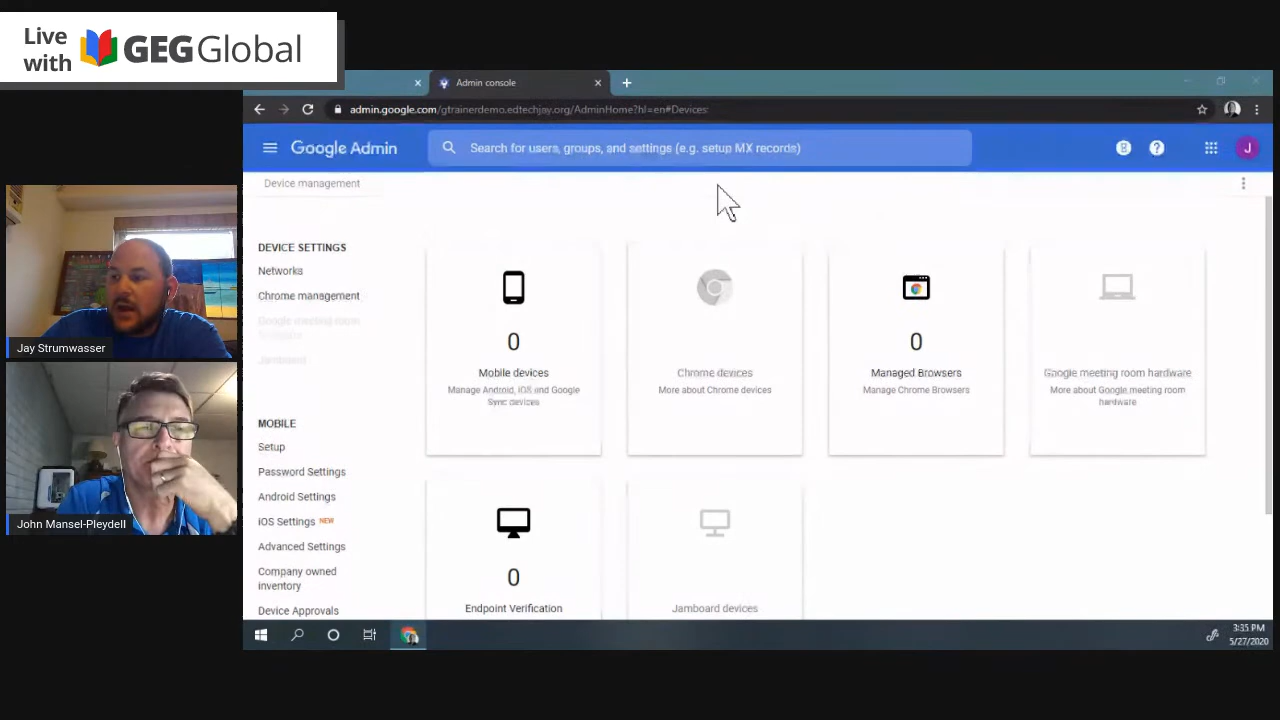 Live
with
GEG Global
Admin console
admin.google.com/gtrainerdemo.edtechjay.org/AdminHome?hl=en#Devices
Google Admin
Search for users, groups, and settings (e.g. setup MX records)
J
Device management
DEVICE SETTINGS
Networks
Chrome management
Google meeting room
hardware
Jamboard
MOBILE
Setup
Password Settings
Android Settings
iOS Settings NEW
Advanced Settings
Company owned
inventory
Device Approvals
0
Mobile devices
Manage Android, iOS and Google
Sync devices
Chrome devices
More about Chrome devices
0
Managed Browsers
Manage Chrome Browsers
Google meeting room hardware
More about Google meeting room
hardware
0
Endpoint Verification
Jamboard devices
Jay Strumwasser
John Mansel-Pleydell
3:35 PM
5/27/2020